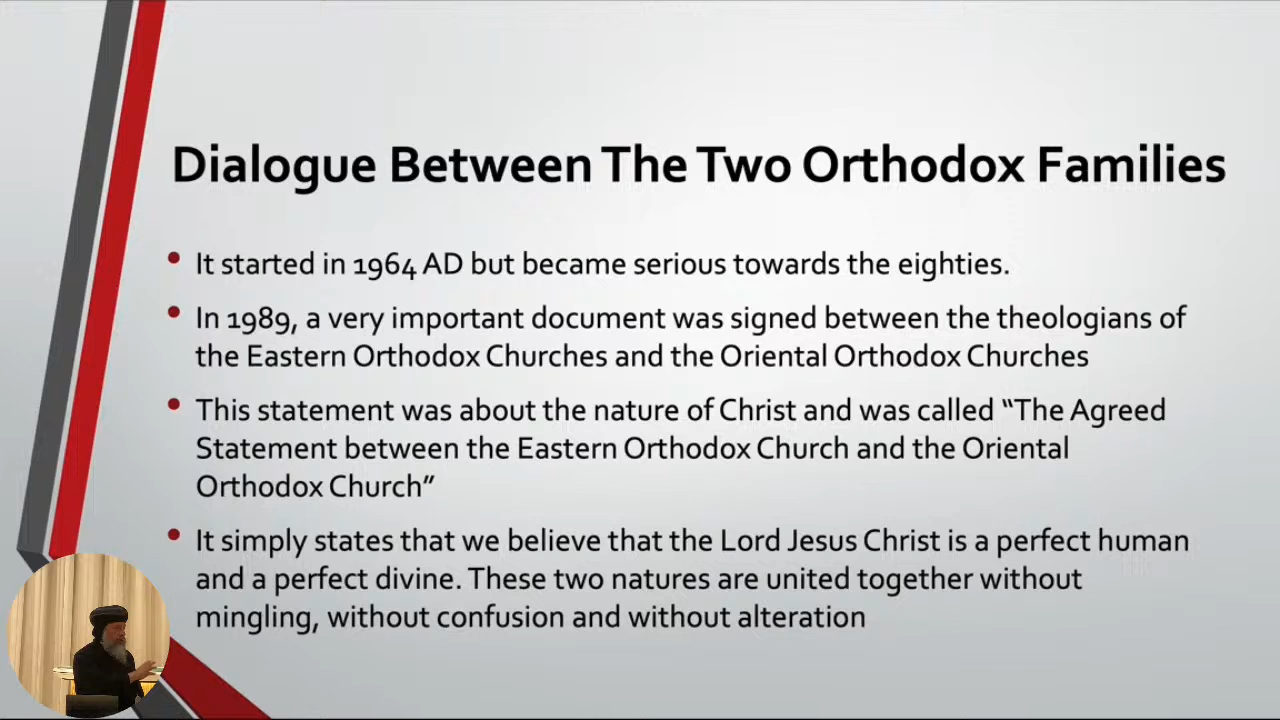 Dialogue Between The Two Orthodox Families
• It started in 1964 AD but became serious towards the eighties.
• In 1989, a very important document was signed between the theologians of
the Eastern Orthodox Churches and the Oriental Orthodox Churches
• This statement was about the nature of Christ and was called “The Agreed
Statement between the Eastern Orthodox Church and the Oriental
Orthodox Church”
• It simply states that we believe that the Lord Jesus Christ is a perfect human
and a perfect divine. These two natures are united together without
mingling, without confusion and without alteration